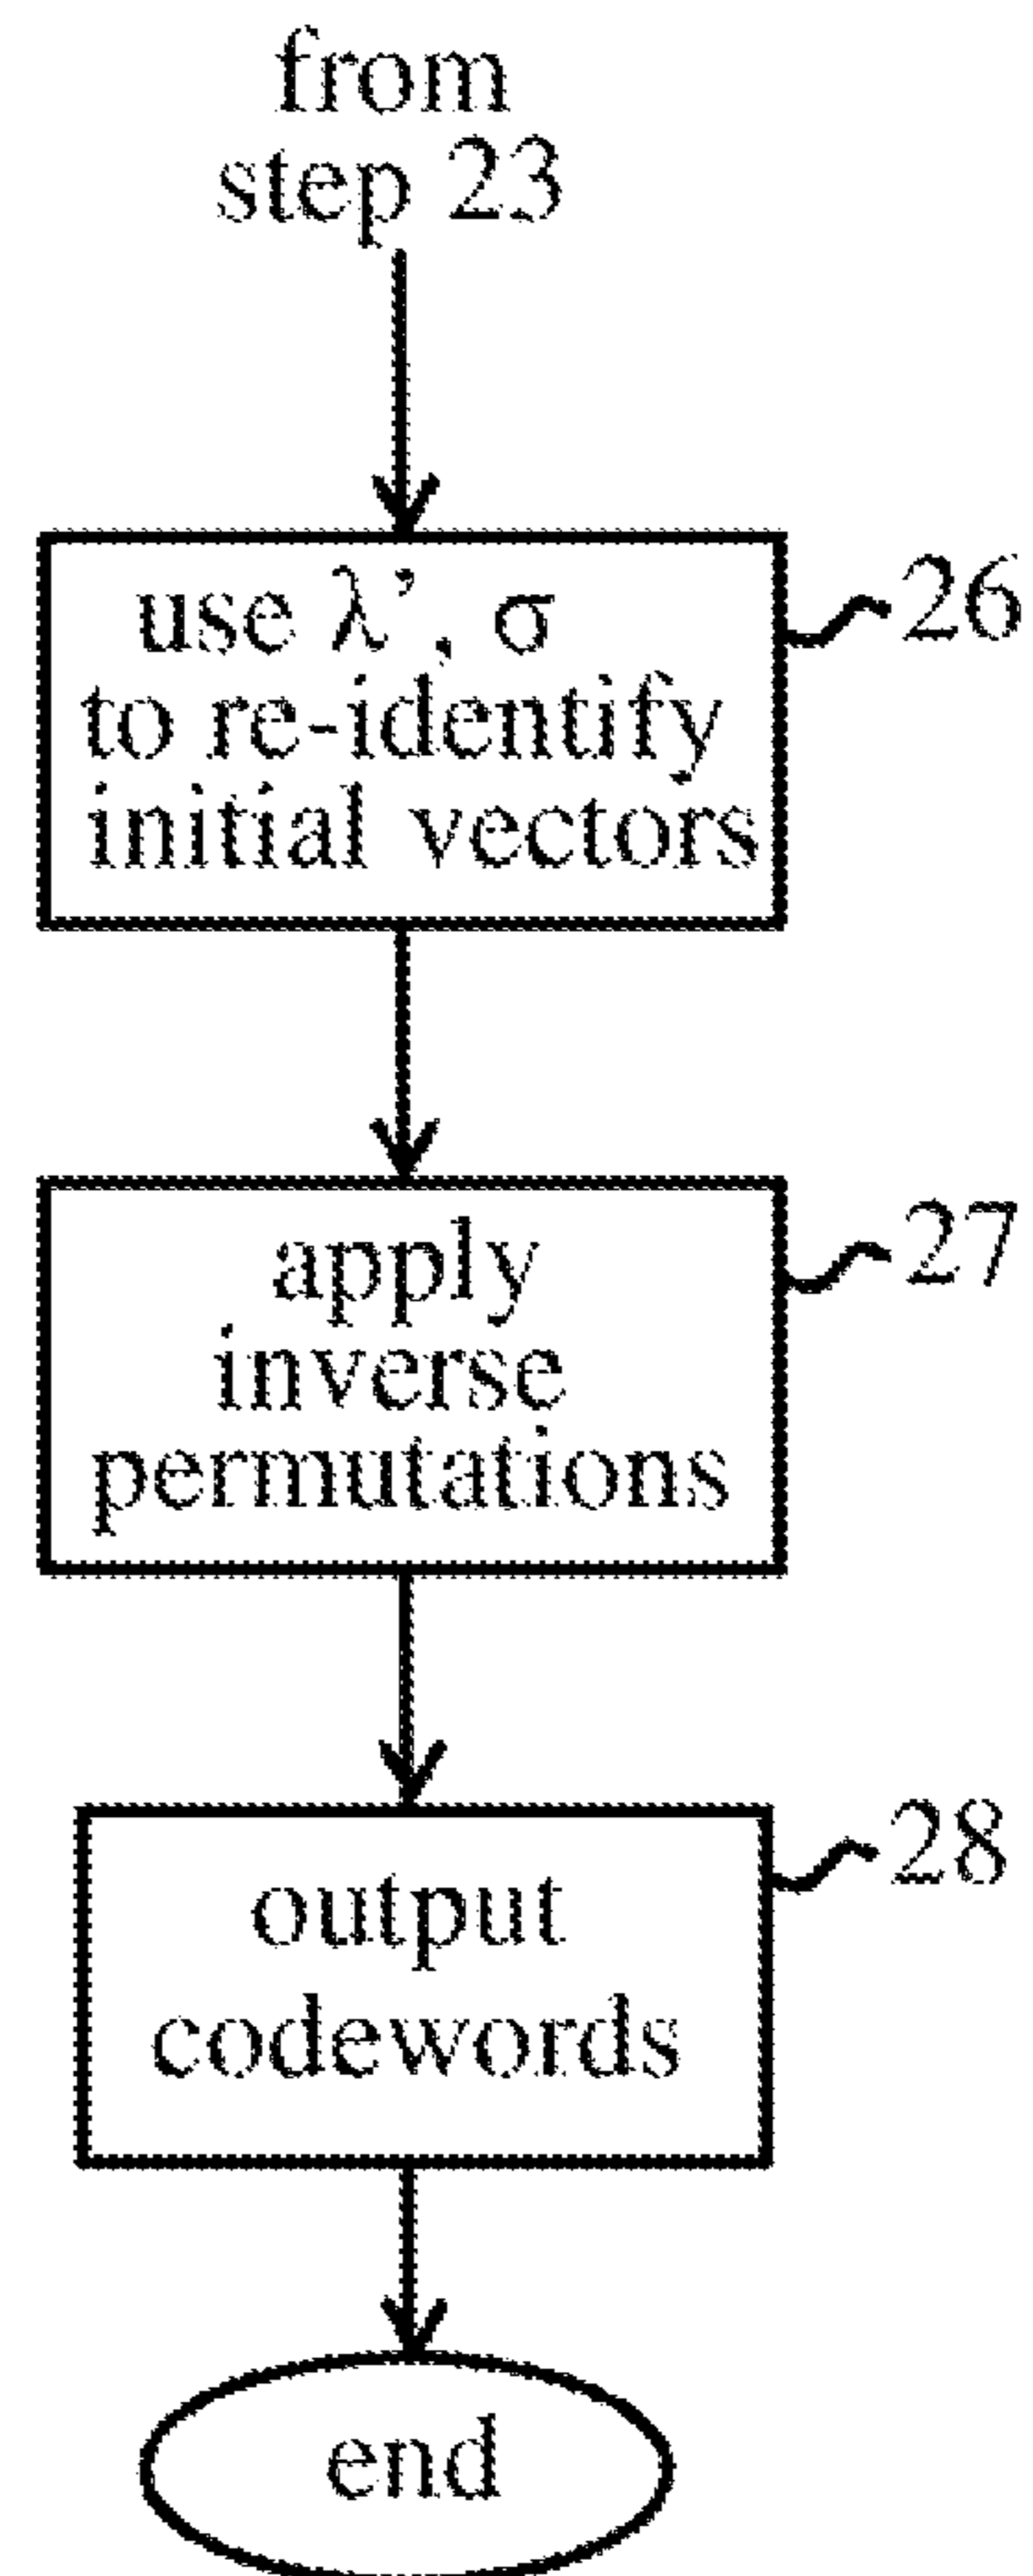 from
step 23
use λ', σ
to re-identify
initial vectors
26
apply
inverse
permutations
27
output
codewords
28
end